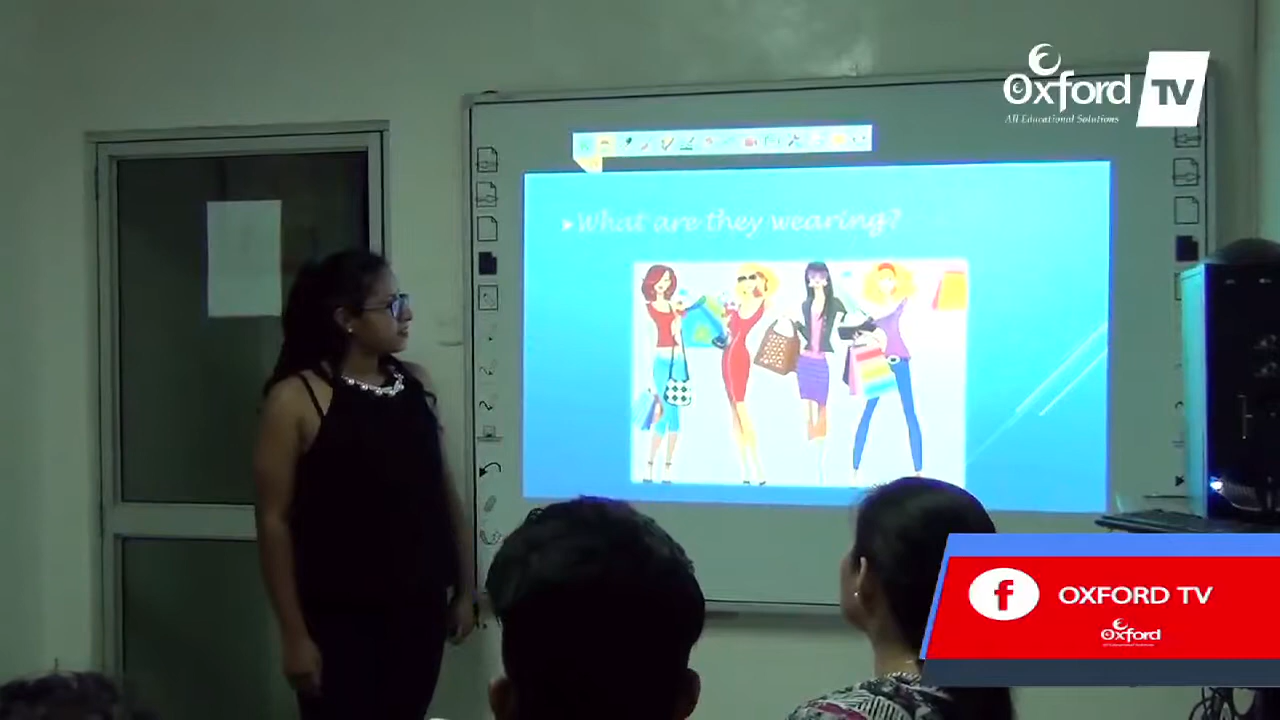 Oxford TV
All Educational Solutions
What are they wearing?
f OXFORD TV
Oxford